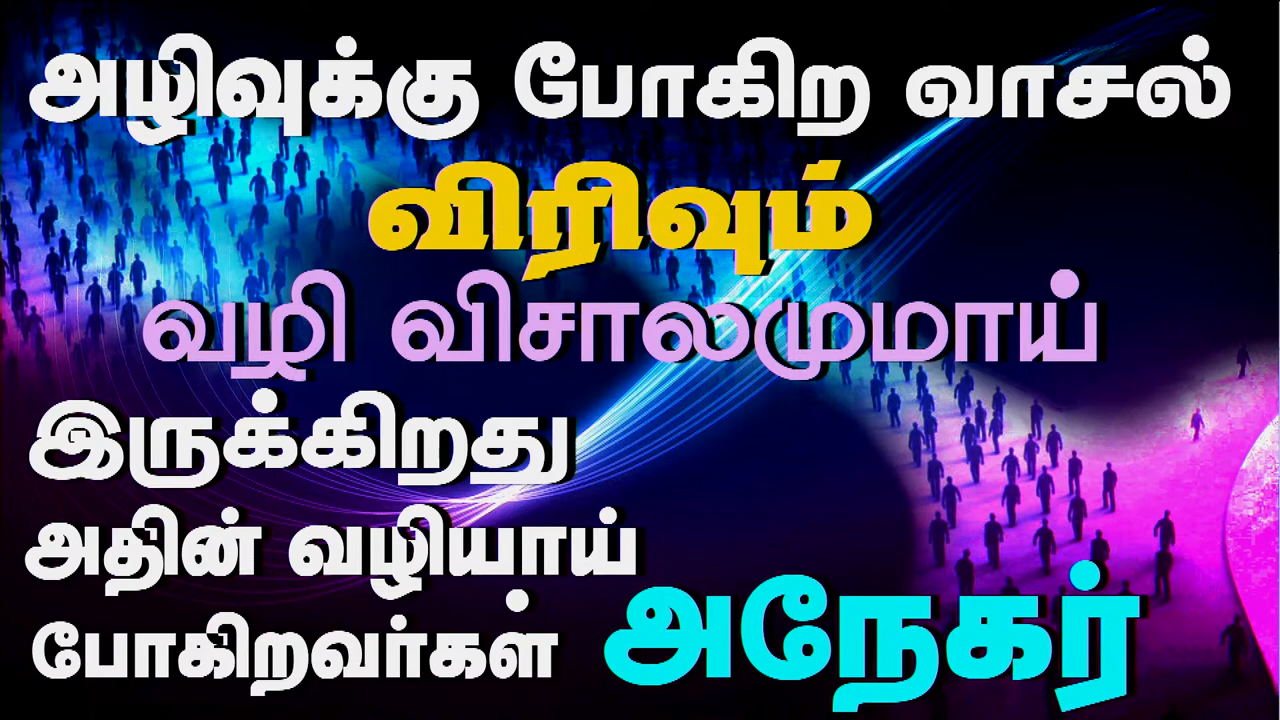 அழிவுக்கு போகிற வாசல்
விரிவும்
வழி விசாலமுமாய்
இருக்கிறது
அதின் வழியாய்
போகிறவர்கள் அநேகர்